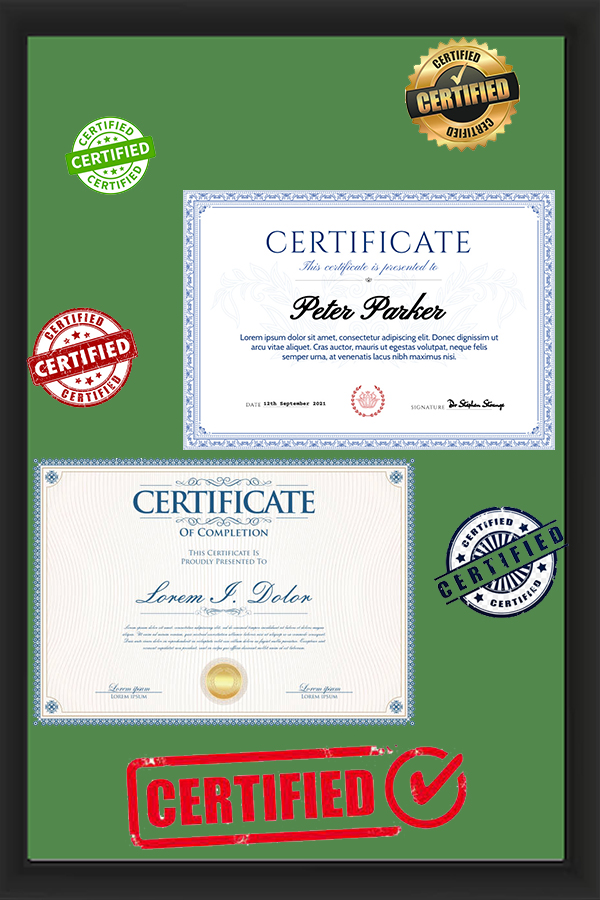 CERTIFIED
CERTIFIED
CERTIFIED
CERTIFIED
CERTIFIED
CERTIFIED
CERTIFICATE
This certificate is presented to
Peter Parker
Lorem ipsum dolor sit amet, consectetur adipiscing elit. Donec dignissim ut
arcu vitae aliquet. Cras auctor, mauris ut egestas volutpat, neque felis
semper urna, at venenatis lacus nibh maximus nisi.
DATE 12th September 2021
SIGNATURE Dr Stephen Strange
CERTIFIED
CERTIFIED
CERTIFIED
CERTIFICATE
OF COMPLETION
THIS CERTIFICATE IS
PROUDLY PRESENTED TO
Lorem I. Dolor
Lorem ipsum
LOREM IPSUM
Lorem ipsum
LOREM IPSUM
CERTIFIED
CERTIFIED
CERTIFIED
CERTIFIED